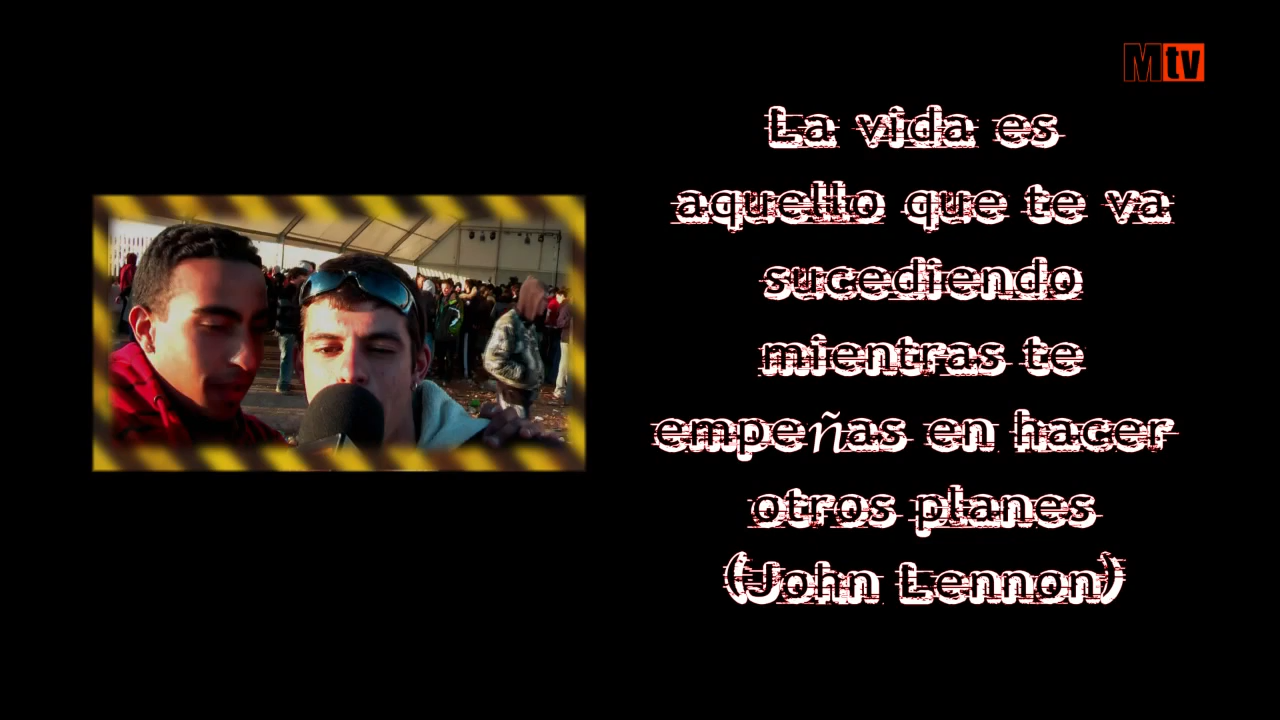 Mtv
La vida es
aquello que te va
sucediendo
mientras te
empeñas en hacer
otros planes
(John Lennon)